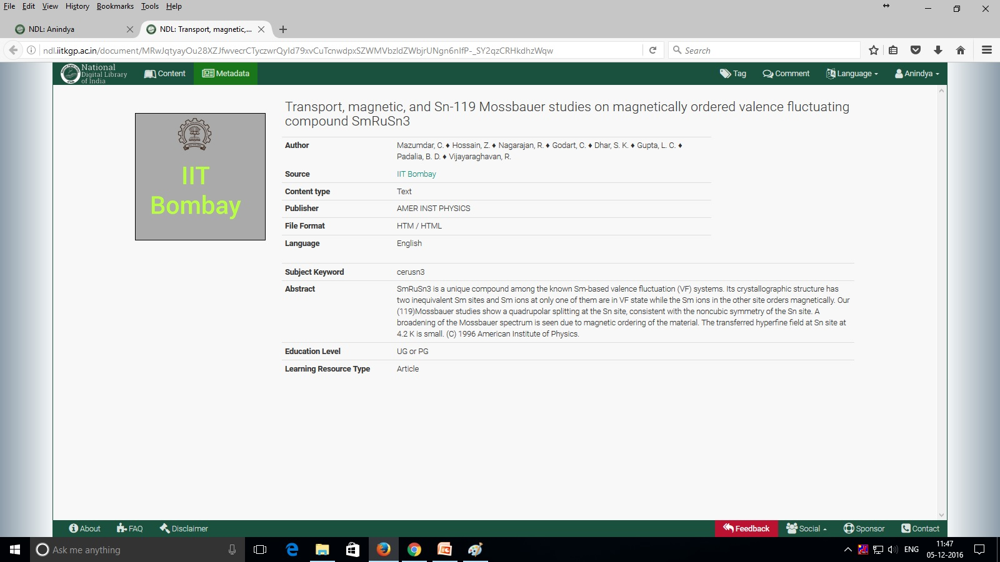 File Edit View History Bookmarks Tools Help
NDL: Anindya
NDL: Transport, magnetic,...
ndl.iitkgp.ac.in/document/MRwJqtyayOu28XZJfwvecrCTyczwrQyId79xvCuTcnwdpxSZWMVbzldZWbjrUNgn6nIfP-_SY2qzCRHkdhzWqw
Search
National
Digital Library
of India
Content
Metadata
Tag
Comment
Language
Anindya
IIT
Bombay
Transport, magnetic, and Sn-119 Mossbauer studies on magnetically ordered valence fluctuating
compound SmRuSn3
Author Mazumdar, C. ♦ Hossain, Z. ♦ Nagarajan, R. ♦ Godart, C. ♦ Dhar, S. K. ♦ Gupta, L. C. ♦
Padalia, B. D. ♦ Vijayaraghavan, R.
Source IIT Bombay
Content type Text
Publisher AMER INST PHYSICS
File Format HTM / HTML
Language English
Subject Keyword cerusn3
Abstract SmRuSn3 is a unique compound among the known Sm-based valence fluctuation (VF) systems. Its crystallographic structure has
two inequivalent Sm sites and Sm ions at only one of them are in VF state while the Sm ions in the other site orders magnetically. Our
(119)Mossbauer studies show a quadrupolar splitting at the Sn site, consistent with the noncubic symmetry of the Sn site. A
broadening of the Mossbauer spectrum is seen due to magnetic ordering of the material. The transferred hyperfine field at Sn site at
4.2 K is small. (C) 1996 American Institute of Physics.
Education Level UG or PG
Learning Resource Type Article
About
FAQ
Disclaimer
Feedback
Social
Sponsor
Contact
Ask me anything
ENG
11:47
05-12-2016